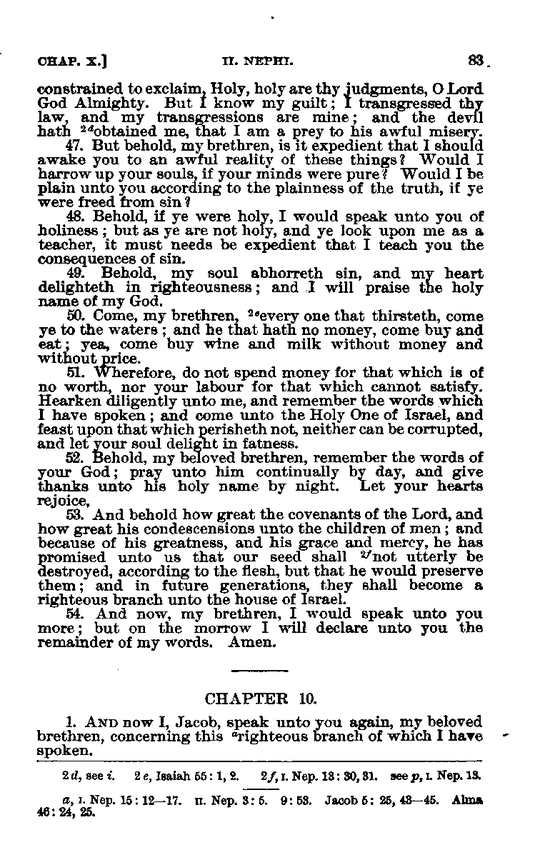 CHAP. X.] II. NEPHI. 83
constrained to exclaim, Holy, holy are thy judgments, O Lord
God Almighty. But I know my guilt; I transgressed thy
law, and my transgressions are mine; and the devil
hath 2dobtained me, that I am a prey to his awful misery.
47. But behold, my brethren, is it expedient that I should
awake you to an awful reality of these things? Would I
harrow up your souls, if your minds were pure? Would I be
plain unto you according to the plainness of the truth, if ye
were freed from sin?
48. Behold, if ye were holy, I would speak unto you of
holiness; but as ye are not holy, and ye look upon me as a
teacher, it must needs be expedient that I teach you the
consequences of sin.
49. Behold, my soul abhorreth sin, and my heart
delighteth in righteousness; and I will praise the holy
name of my God.
50. Come, my brethren, 2eevery one that thirsteth, come
ye to the waters; and he that hath no money, come buy and
eat; yea, come buy wine and milk without money and
without price.
51. Wherefore, do not spend money for that which is of
no worth, nor your labour for that which cannot satisfy.
Hearken diligently unto me, and remember the words which
I have spoken; and come unto the Holy One of Israel, and
feast upon that which perisheth not, neither can be corrupted,
and let your soul delight in fatness.
52. Behold, my beloved brethren, remember the words of
your God; pray unto him continually by day, and give
thanks unto his holy name by night. Let your hearts
rejoice,
53. And behold how great the covenants of the Lord, and
how great his condescensions unto the children of men; and
because of his greatness, and his grace and mercy, he has
promised unto us that our seed shall 2fnot utterly be
destroyed, according to the flesh, but that he would preserve
them; and in future generations, they shall become a
righteous branch unto the house of Israel.
54. And now, my brethren, I would speak unto you
more; but on the morrow I will declare unto you the
remainder of my words. Amen.
CHAPTER 10.
1. AND now I, Jacob, speak unto you again, my beloved
brethren, concerning this arighteous branch of which I have
spoken.
2d, see i. 2e, Isaiah 55: 1, 2. 2f, I. Nep. 13: 30, 31. see p, I. Nep. 13.
a, I. Nep. 15: 12—17. II. Nep. 3: 5. 9: 53. Jacob 5: 25, 43—45. Alma
46: 24, 25.